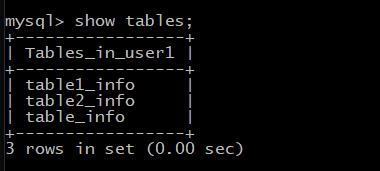 mysql> show tables;
+-----------------+
| Tables_in_user1 |
+-----------------+
| table1_info     |
| table2_info     |
| table_info      |
+-----------------+
3 rows in set (0.00 sec)